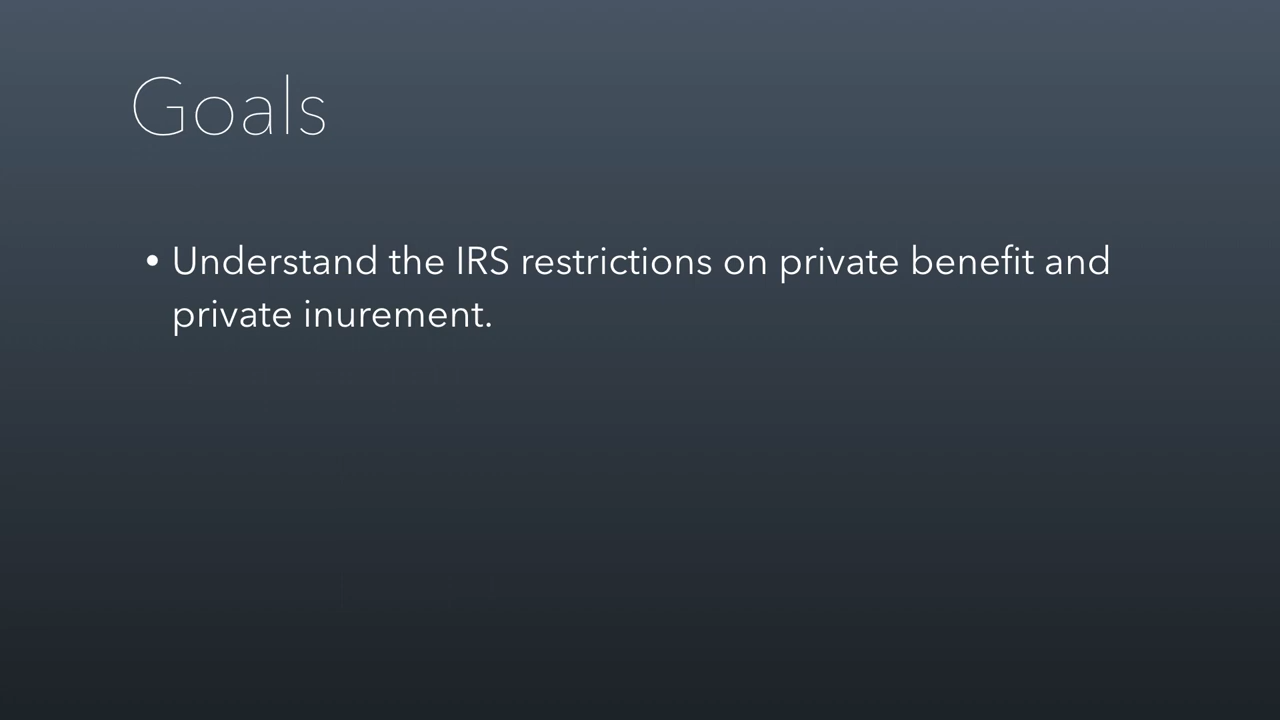 Goals
• Understand the IRS restrictions on private benefit and
private inurement.